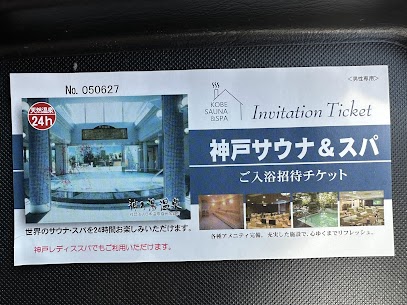 No. 050627
天然温泉
24h
神乃湯温泉
世界のサウナ・スパを24時間お楽しみいただけます。
神戸レディススパでもご利用いただけます。
KOBE
SAUNA
&SPA
<男性専用>
Invitation Ticket
神戸サウナ&スパ
ご入浴招待チケット
各種アメニティ完備。充実した施設で、心ゆくまでリフレッシュ。